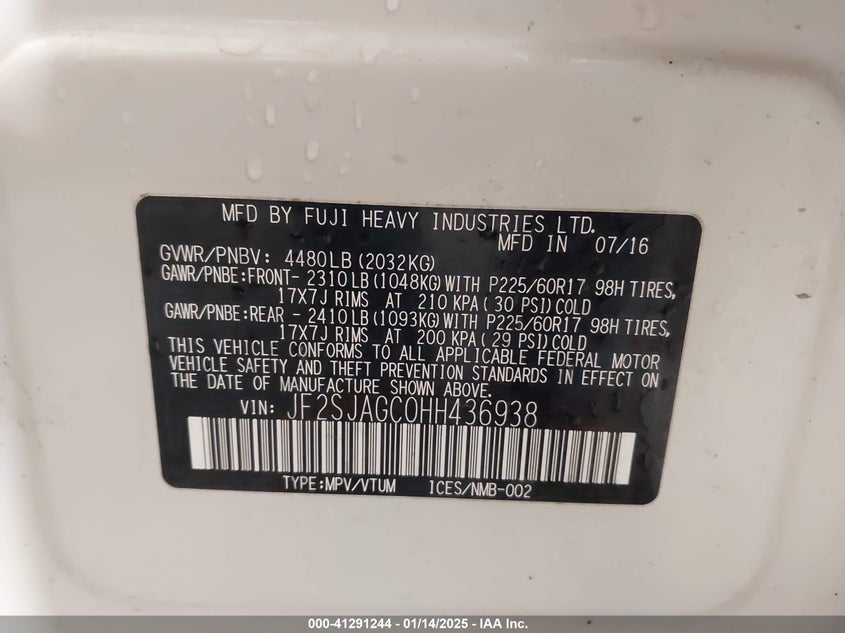 MFD BY FUJI HEAVY INDUSTRIES LTD.
MFD IN 07/16
GVWR/PNBV: 4480LB(2032KG)
GAWR/PNBE:FRONT- 2310LB(1048KG)WITH P225/60R17 98H TIRES,
17X7J RIMS AT 210 KPA( 30 PSI)COLD
GAWR/PNBE:REAR - 2410LB(1093KG)WITH P225/60R17 98H TIRES,
17X7J RIMS AT 200 KPA( 29 PSI)COLD
THIS VEHICLE CONFORMS TO ALL APPLICABLE FEDERAL MOTOR
VEHICLE SAFETY AND THEFT PREVENTION STANDARDS IN EFFECT ON
THE DATE OF MANUFACTURE SHOWN ABOVE.
VIN: JF2SJAGC0HH436938
TYPE:MPV/VTUM ICES/NMB-002
000-41291244 - 01/14/2025 - IAA Inc.